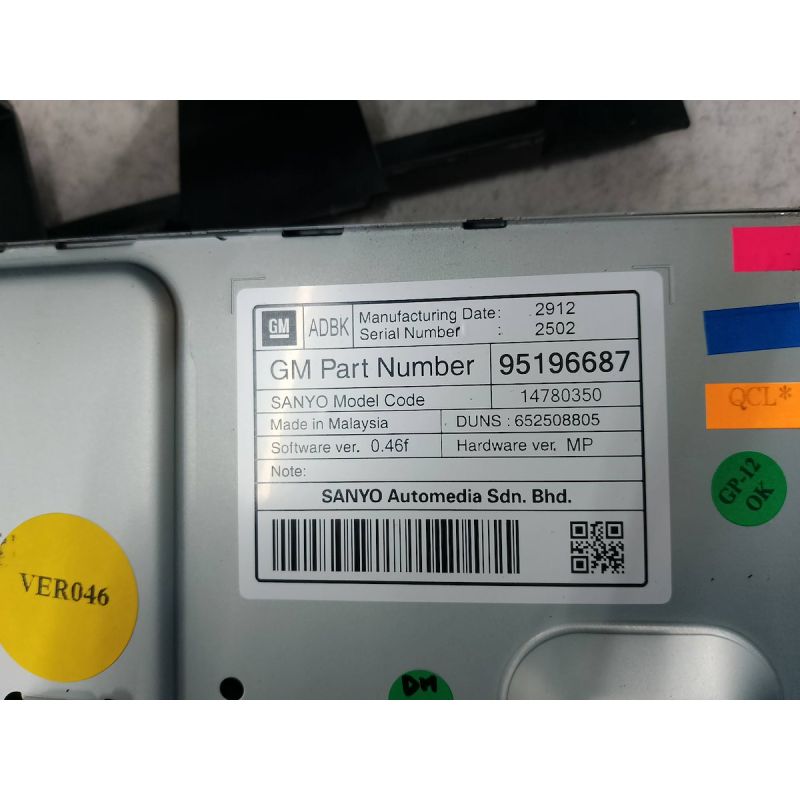 GM
ADBK
Manufacturing Date: 2912
Serial Number : 2502
GM Part Number 95196687
SANYO Model Code 14780350
Made in Malaysia DUNS : 652508805
Software ver. 0.46f Hardware ver. MP
Note:
SANYO Automedia Sdn. Bhd.
QCL*
GP-12
OK
VER046
DM